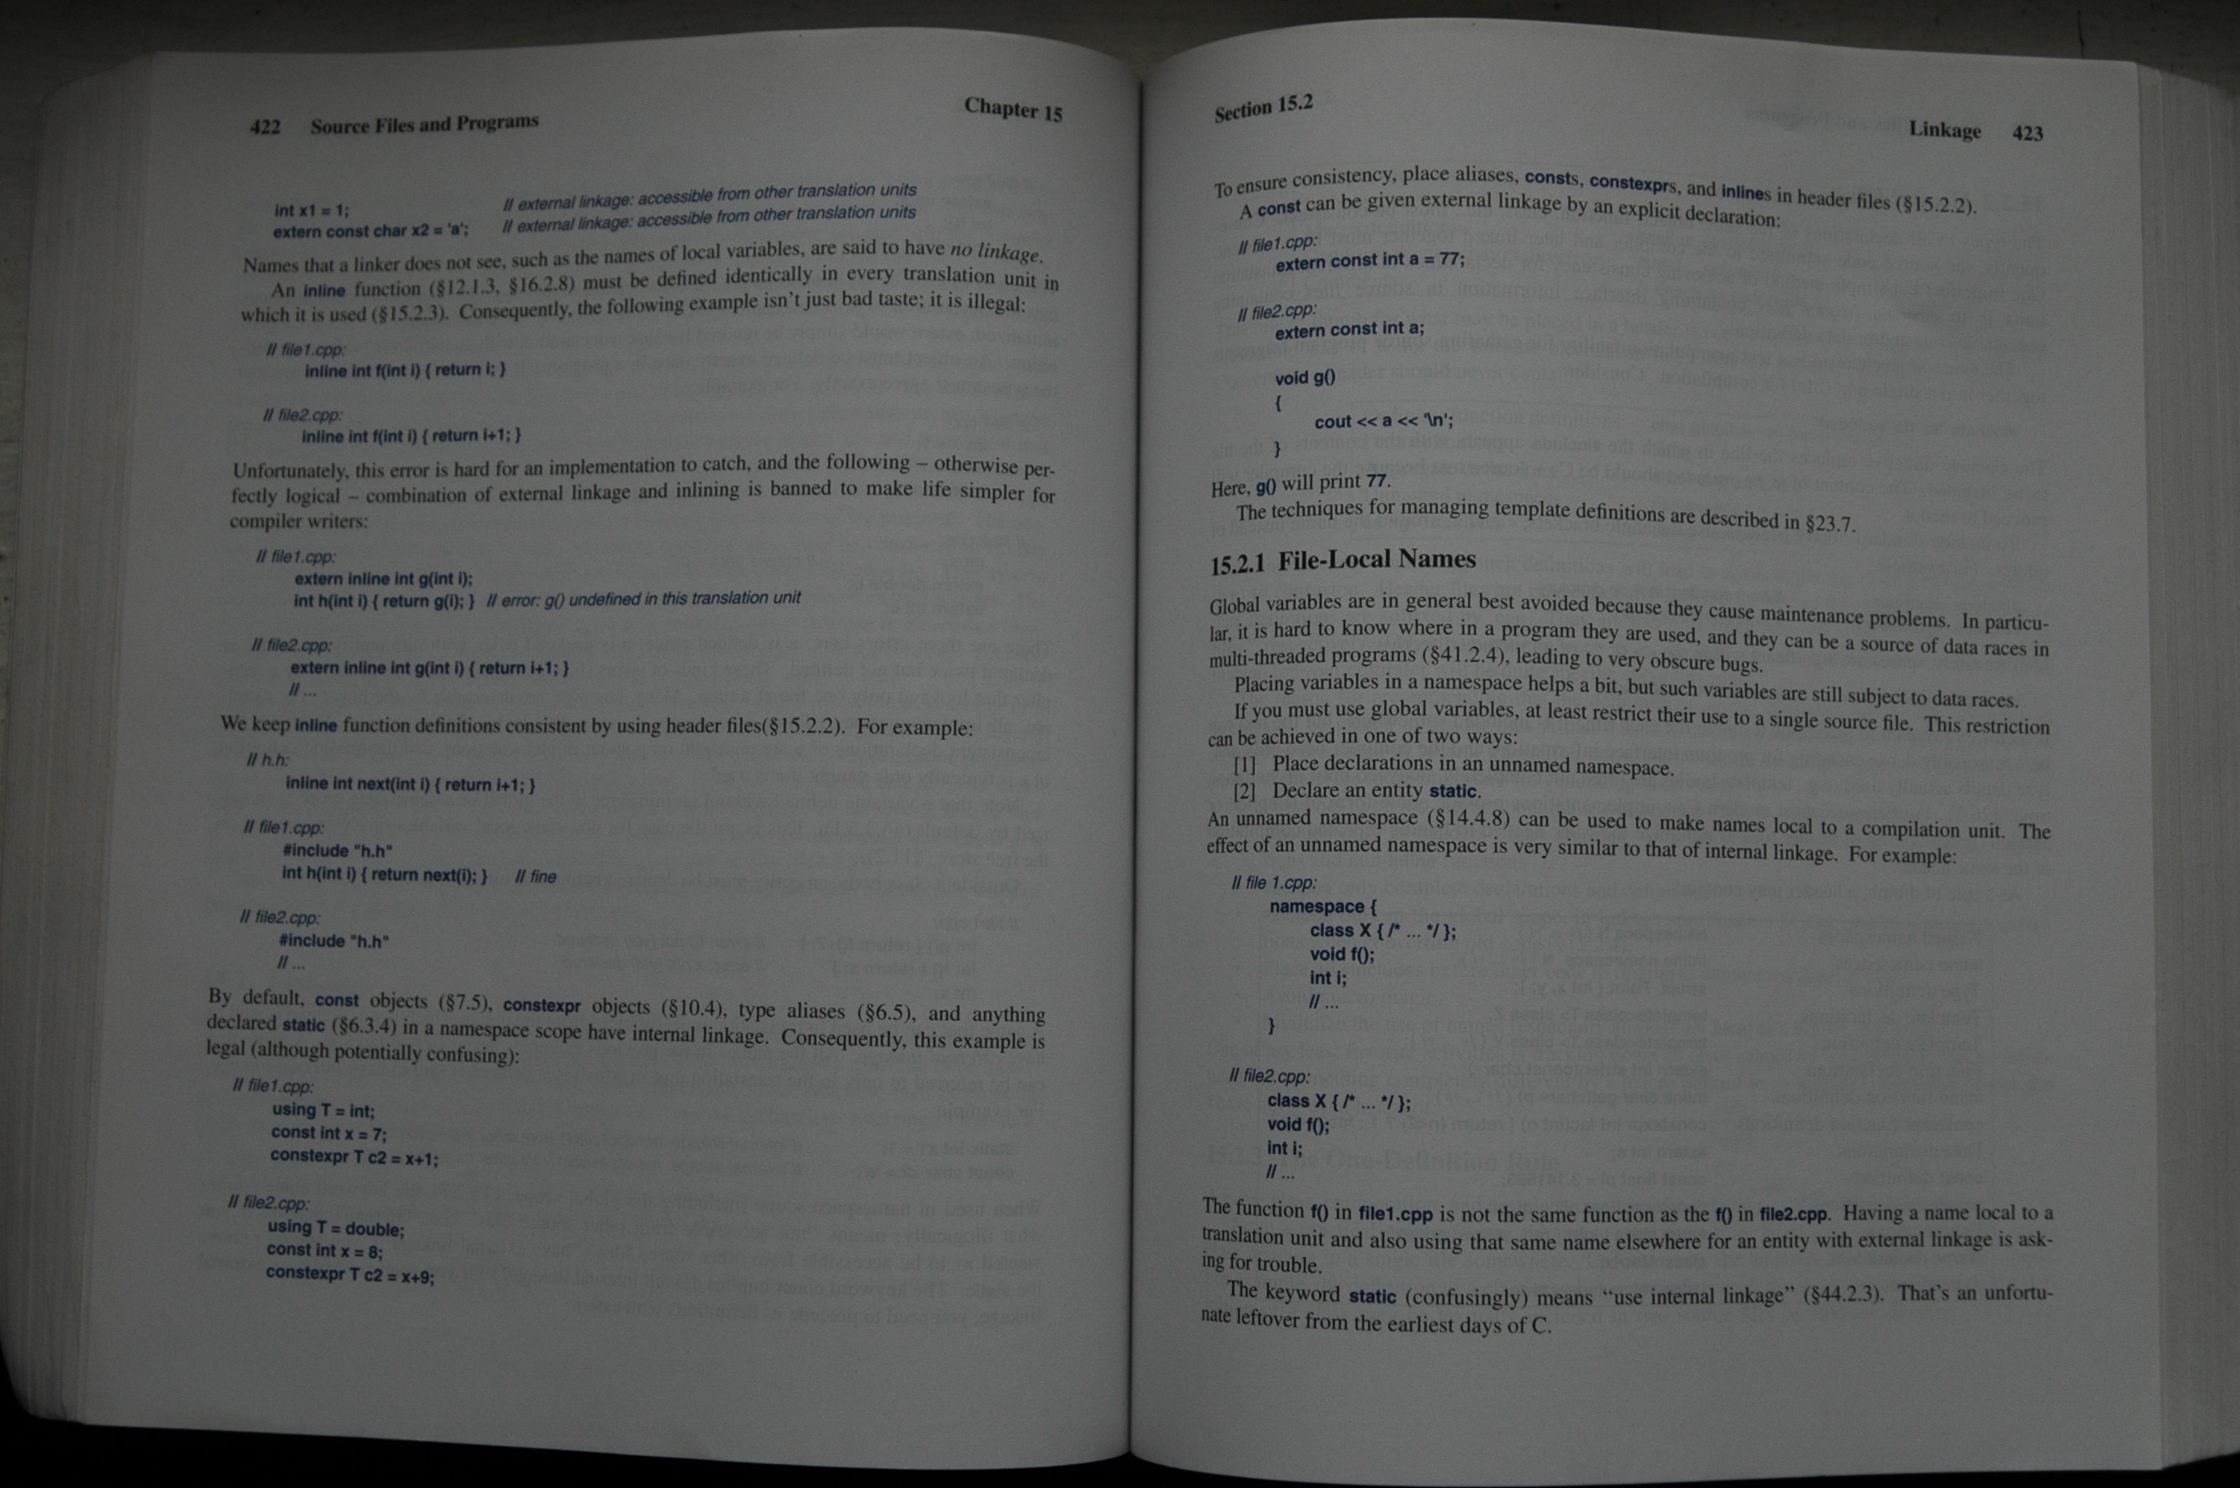 422 Source Files and Programs Chapter 15
int x1 = 1; // external linkage: accessible from other translation units
extern const char x2 = 'a'; // external linkage: accessible from other translation units
Names that a linker does not see, such as the names of local variables, are said to have no linkage.
An inline function (§12.1.3, §16.2.8) must be defined identically in every translation unit in
which it is used (§15.2.3). Consequently, the following example isn't just bad taste; it is illegal:
// file1.cpp:
inline int f(int i) { return i; }
// file2.cpp:
inline int f(int i) { return i+1; }
Unfortunately, this error is hard for an implementation to catch, and the following – otherwise per-
fectly logical – combination of external linkage and inlining is banned to make life simpler for
compiler writers:
// file1.cpp:
extern inline int g(int i);
int h(int i) { return g(i); } // error: g() undefined in this translation unit
// file2.cpp:
extern inline int g(int i) { return i+1; }
// ...
We keep inline function definitions consistent by using header files(§15.2.2). For example:
// h.h:
inline int next(int i) { return i+1; }
// file1.cpp:
#include "h.h"
int h(int i) { return next(i); } // fine
// file2.cpp:
#include "h.h"
// ...
By default, const objects (§7.5), constexpr objects (§10.4), type aliases (§6.5), and anything
declared static (§6.3.4) in a namespace scope have internal linkage. Consequently, this example is
legal (although potentially confusing):
// file1.cpp:
using T = int;
const int x = 7;
constexpr T c2 = x+1;
// file2.cpp:
using T = double;
const int x = 8;
constexpr T c2 = x+9;
Section 15.2 Linkage 423
To ensure consistency, place aliases, consts, constexprs, and inlines in header files (§15.2.2).
A const can be given external linkage by an explicit declaration:
// file1.cpp:
extern const int a = 77;
// file2.cpp:
extern const int a;
void g()
{
cout << a << '\n';
}
Here, g() will print 77.
The techniques for managing template definitions are described in §23.7.
15.2.1 File-Local Names
Global variables are in general best avoided because they cause maintenance problems. In particu-
lar, it is hard to know where in a program they are used, and they can be a source of data races in
multi-threaded programs (§41.2.4), leading to very obscure bugs.
Placing variables in a namespace helps a bit, but such variables are still subject to data races.
If you must use global variables, at least restrict their use to a single source file. This restriction
can be achieved in one of two ways:
[1] Place declarations in an unnamed namespace.
[2] Declare an entity static.
An unnamed namespace (§14.4.8) can be used to make names local to a compilation unit. The
effect of an unnamed namespace is very similar to that of internal linkage. For example:
// file 1.cpp:
namespace {
class X { /* ... */ };
void f();
int i;
// ...
}
// file2.cpp:
class X { /* ... */ };
void f();
int i;
// ...
The function f() in file1.cpp is not the same function as the f() in file2.cpp. Having a name local to a
translation unit and also using that same name elsewhere for an entity with external linkage is ask-
ing for trouble.
The keyword static (confusingly) means “use internal linkage” (§44.2.3). That's an unfortu-
nate leftover from the earliest days of C.